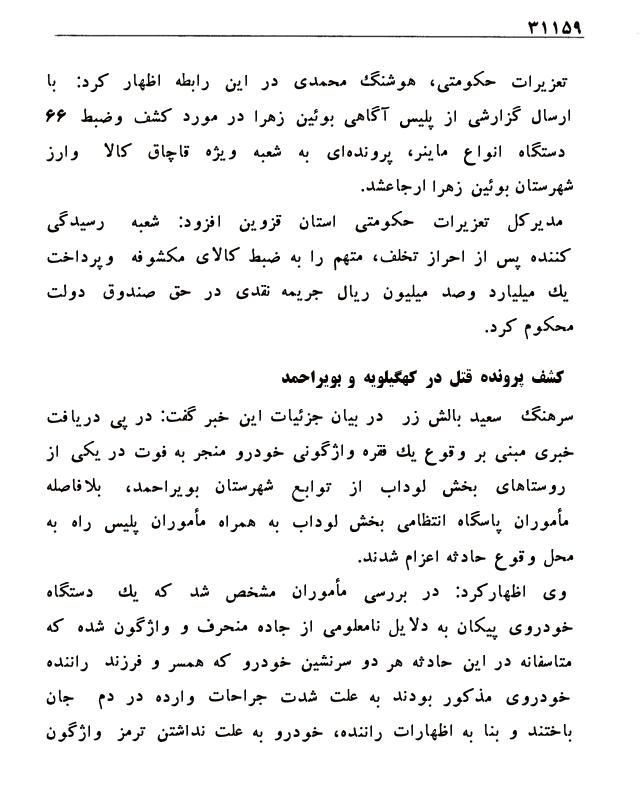 ۳۱۱۵۹
تعزیرات حکومتی، هوشنگ محمدی در این رابطه اظهار کرد: با
ارسال گزارشی از پلیس آگاهی بوئین زهرا در مورد کشف وضبط ۶۶
دستگاه انواع ماینر، پرونده‌ای به شعبه ویژه قاچاق کالا وارز
شهرستان بوئین زهرا ارجاعشد.
مدیرکل تعزیرات حکومتی استان قزوین افزود: شعبه رسیدگی
کننده پس از احراز تخلف، متهم را به ضبط کالای مکشوفه وپرداخت
یك میلیارد وصد میلیون ریال جریمه نقدی در حق صندوق دولت
محکوم کرد.
کشف پرونده قتل در کهگیلویه و بویراحمد
سرهنگ سعید بالش زر در بیان جزئیات این خبر گفت: در پی دریافت
خبری مبنی بر وقوع یك فقره واژگونی خودرو منجر به فوت در یکی از
روستاهای بخش لوداب از توابع شهرستان بویراحمد، بلافاصله
مأموران پاسگاه انتظامی بخش لوداب به همراه مأموران پلیس راه به
محل وقوع حادثه اعزام شدند.
وی اظهارکرد: در بررسی مأموران مشخص شد که یك دستگاه
خودروی پیکان به دلایل نامعلومی از جاده منحرف و واژگون شده که
متاسفانه در این حادثه هر دو سرنشین خودرو که همسر و فرزند راننده
خودروی مذکور بودند به علت شدت جراحات وارده در دم جان
باختند و بنا به اظهارات راننده، خودرو به علت نداشتن ترمز واژگون